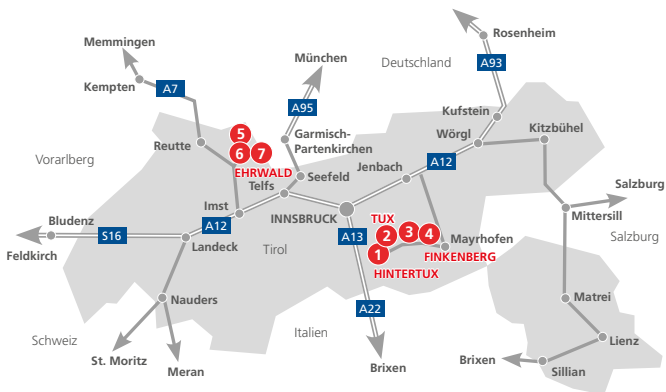 Rosenheim
Memmingen
München
Deutschland
A93
Kempten
A7
A95
Kufstein
5
Garmisch-
Partenkirchen
Wörgl
Kitzbühel
Reutte
6
7
Vorarlberg
Jenbach
A12
EHRWALD
Telfs
Seefeld
Salzburg
Imst
INNSBRUCK
TUX
Mittersill
Bludenz
S16
A12
A13
2
3
4
Mayrhofen
Salzburg
Landeck
Tirol
1
FINKENBERG
Feldkirch
HINTERTUX
Nauders
A22
Matrei
Italien
Schweiz
Lienz
St. Moritz
Meran
Brixen
Brixen
Sillian